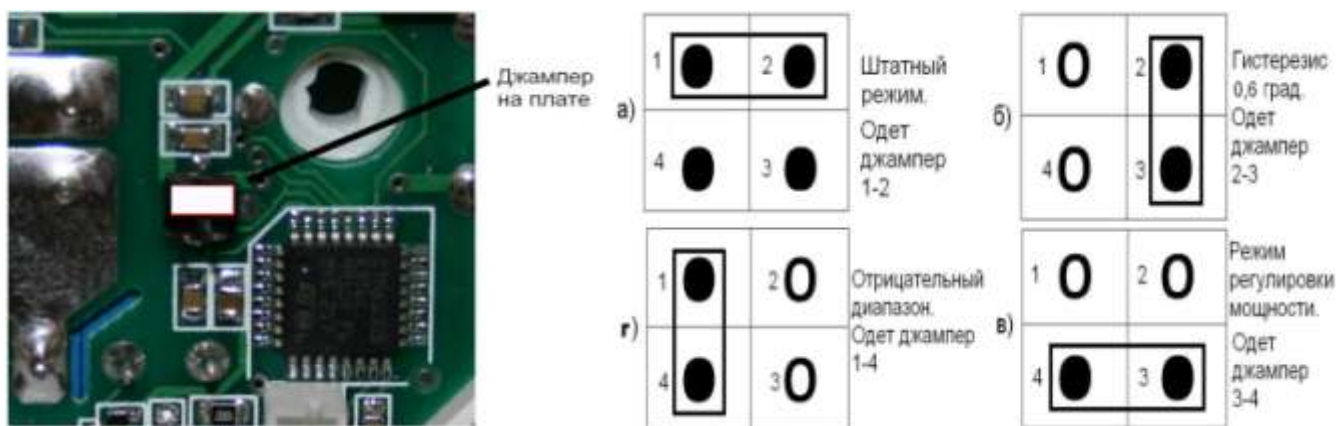 Джампер
на плате
а)
1
2
4
3
Штатный
режим.
Одет
джампер
1-2
б)
1
2
4
3
Гистерезис
0,6 град.
Одет
джампер
2-3
г)
1
2
4
3
Отрицательный
диапазон.
Одет джампер
1-4
в)
1
2
4
3
Режим
регулировки
мощности.
Одет
джампер
3-4